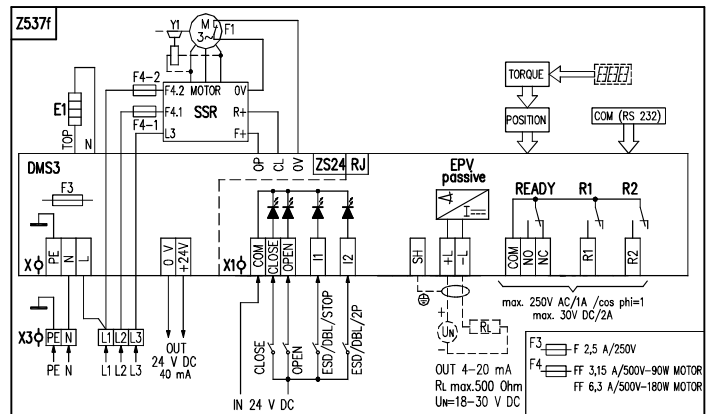 Z537f
Y1
M
3~
F1
F4-2
F4.2 MOTOR 0V
F4.1 SSR R+
L3 F+
F4-1
E1
TOP
N
TORQUE
POSITION
COM (RS 232)
DMS3
OP
CL
0V
ZS24 RJ
EPV
passive
F3
READY R1 R2
X
PE
N
L
0 V
+24V
X1
COM
CLOSE
OPEN
I1
I2
SH
+L
-L
COM
NO
NC
R1
R2
X3
PE N L1 L2 L3
PE N L1 L2 L3
OUT
24 V DC
40 mA
CLOSE
OPEN
ESD/DBL/STOP
ESD/DBL/2P
IN 24 V DC
+
UN
-
RL
OUT 4-20 mA
RL max.500 Ohm
UN=18-30 V DC
max. 250V AC/1A /cos phi=1
max. 30V DC/2A
F3 F 2,5 A/250V
F4 FF 3,15 A/500V-90W MOTOR
FF 6,3 A/500V-180W MOTOR